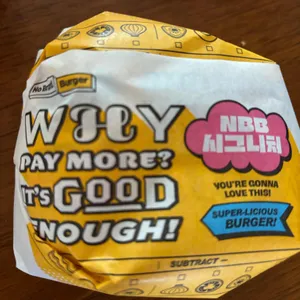 No Brand Burger
WHY
PAY MORE?
IT'S GOOD
ENOUGH!
NBB
시그니처
YOU'RE GONNA
LOVE THIS!
SUPER-LICIOUS
BURGER!
SUBTRACT —